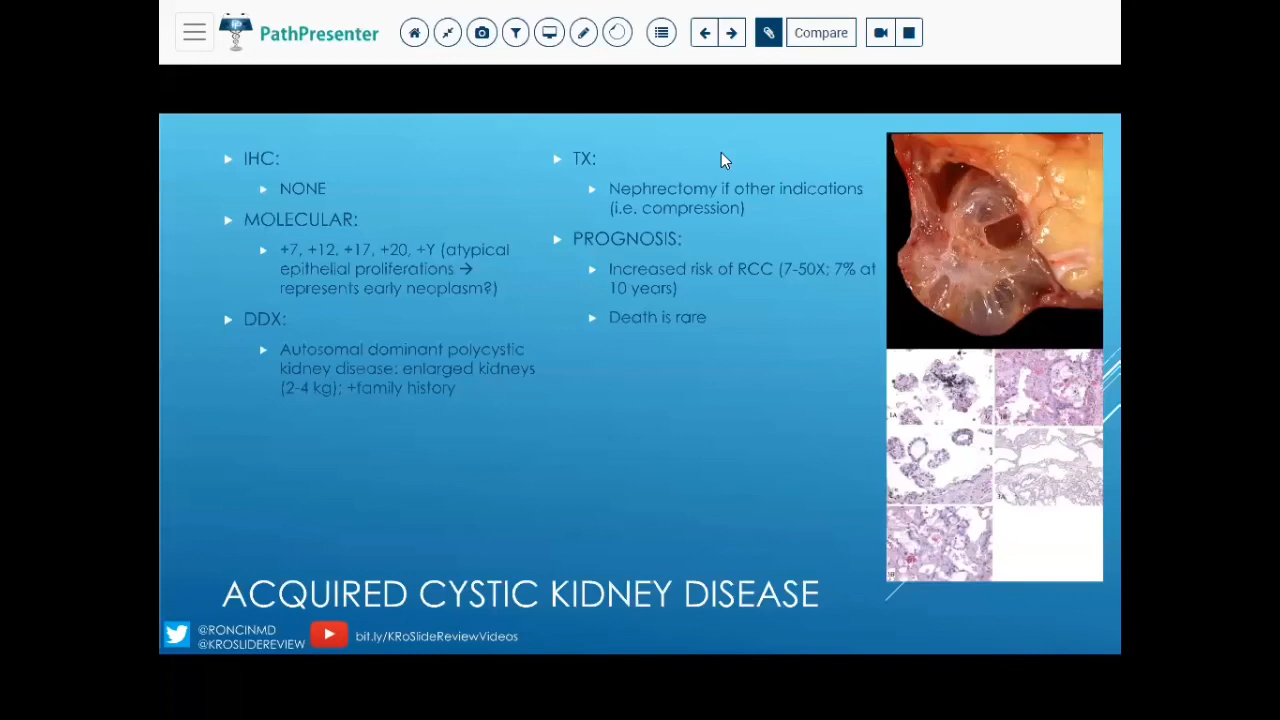 PathPresenter
Compare
IHC:
NONE
MOLECULAR:
+7, +12, +17, +20, +Y (atypical
epithelial proliferations →
represents early neoplasm?)
DDX:
Autosomal dominant polycystic
kidney disease: enlarged kidneys
(2-4 kg); +family history
TX:
Nephrectomy if other indications
(i.e. compression)
PROGNOSIS:
Increased risk of RCC (7-50X; 7% at
10 years)
Death is rare
1A
3A
ACQUIRED CYSTIC KIDNEY DISEASE
@RONCINMD
@KROSLIDEREVIEW
bit.ly/KRoSlideReviewVideos